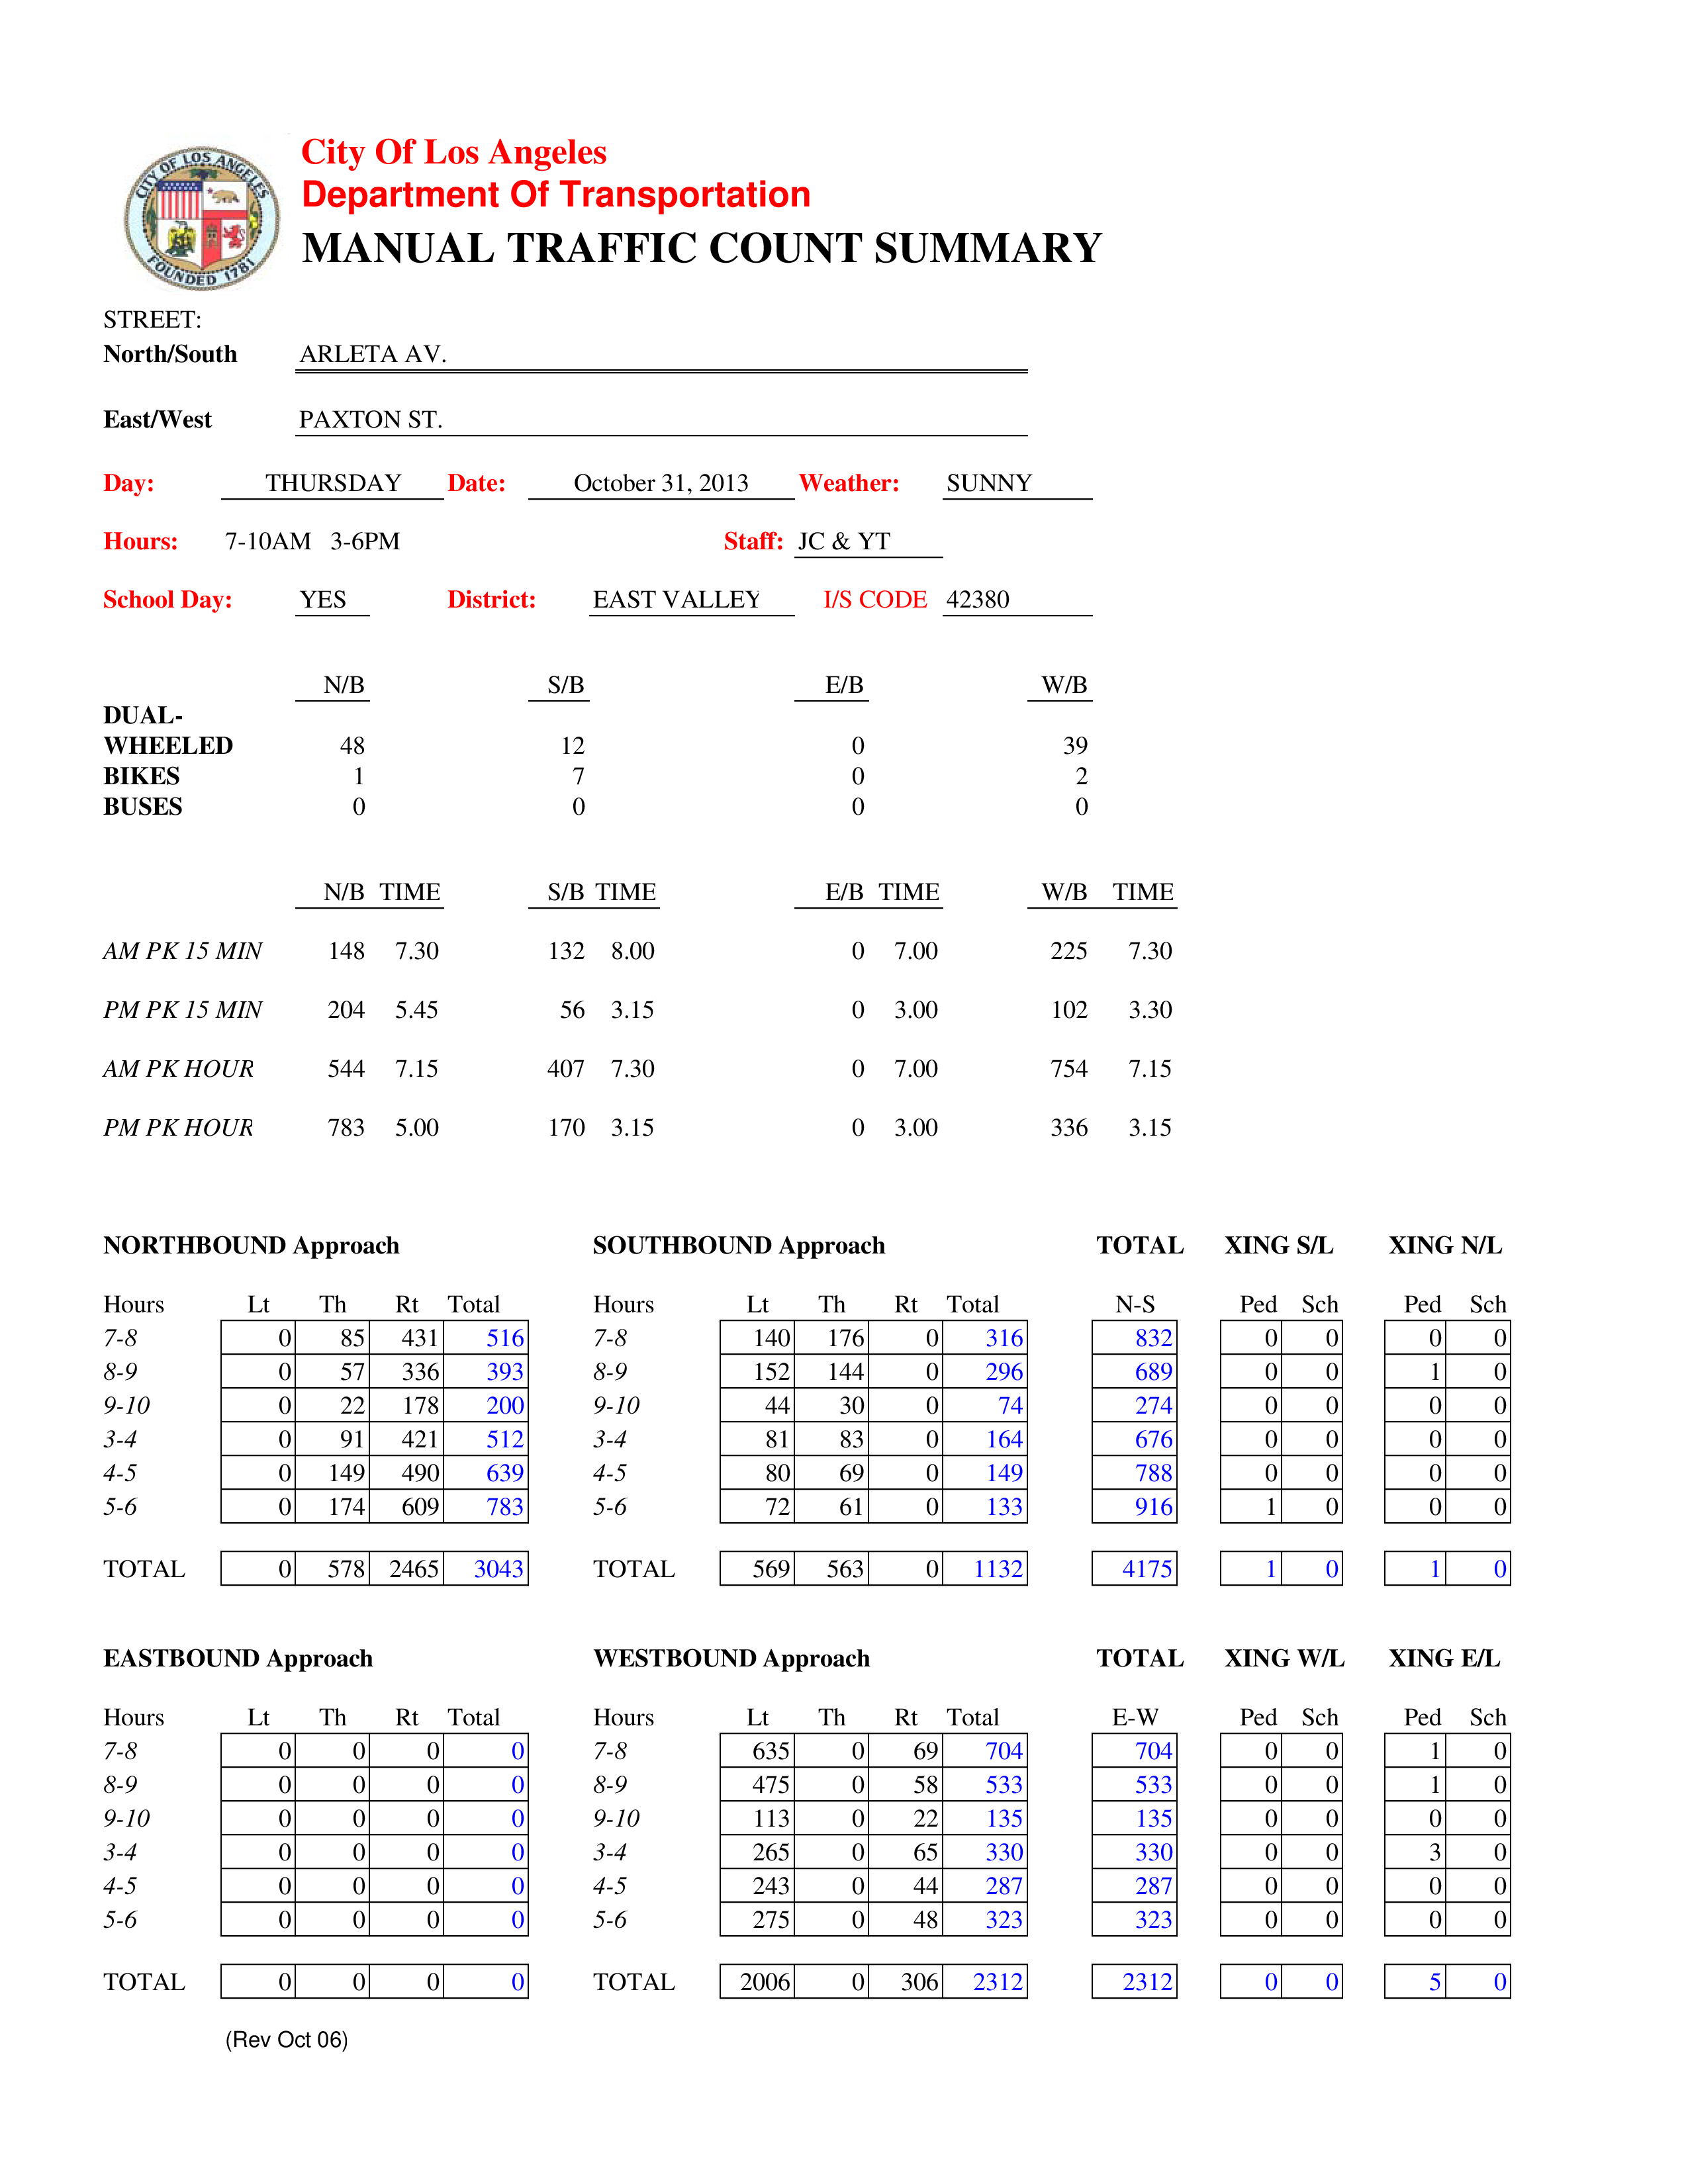 CITY OF LOS ANGELES
FOUNDED 1781
City Of Los Angeles
Department Of Transportation
MANUAL TRAFFIC COUNT SUMMARY
STREET:
North/South ARLETA AV.
East/West PAXTON ST.
Day: THURSDAY Date: October 31, 2013 Weather: SUNNY
Hours: 7-10AM 3-6PM Staff: JC & YT
School Day: YES District: EAST VALLEY I/S CODE 42380
N/B S/B E/B W/B
DUAL-
WHEELED 48 12 0 39
BIKES 1 7 0 2
BUSES 0 0 0 0
N/B TIME S/B TIME E/B TIME W/B TIME
AM PK 15 MIN 148 7.30 132 8.00 0 7.00 225 7.30
PM PK 15 MIN 204 5.45 56 3.15 0 3.00 102 3.30
AM PK HOUR 544 7.15 407 7.30 0 7.00 754 7.15
PM PK HOUR 783 5.00 170 3.15 0 3.00 336 3.15
NORTHBOUND Approach SOUTHBOUND Approach TOTAL XING S/L XING N/L
Hours Lt Th Rt Total Hours Lt Th Rt Total N-S Ped Sch Ped Sch
7-8 0 85 431 516 7-8 140 176 0 316 832 0 0 0 0
8-9 0 57 336 393 8-9 152 144 0 296 689 0 0 1 0
9-10 0 22 178 200 9-10 44 30 0 74 274 0 0 0 0
3-4 0 91 421 512 3-4 81 83 0 164 676 0 0 0 0
4-5 0 149 490 639 4-5 80 69 0 149 788 0 0 0 0
5-6 0 174 609 783 5-6 72 61 0 133 916 1 0 0 0
TOTAL 0 578 2465 3043 TOTAL 569 563 0 1132 4175 1 0 1 0
EASTBOUND Approach WESTBOUND Approach TOTAL XING W/L XING E/L
Hours Lt Th Rt Total Hours Lt Th Rt Total E-W Ped Sch Ped Sch
7-8 0 0 0 0 7-8 635 0 69 704 704 0 0 1 0
8-9 0 0 0 0 8-9 475 0 58 533 533 0 0 1 0
9-10 0 0 0 0 9-10 113 0 22 135 135 0 0 0 0
3-4 0 0 0 0 3-4 265 0 65 330 330 0 0 3 0
4-5 0 0 0 0 4-5 243 0 44 287 287 0 0 0 0
5-6 0 0 0 0 5-6 275 0 48 323 323 0 0 0 0
TOTAL 0 0 0 0 TOTAL 2006 0 306 2312 2312 0 0 5 0
(Rev Oct 06)